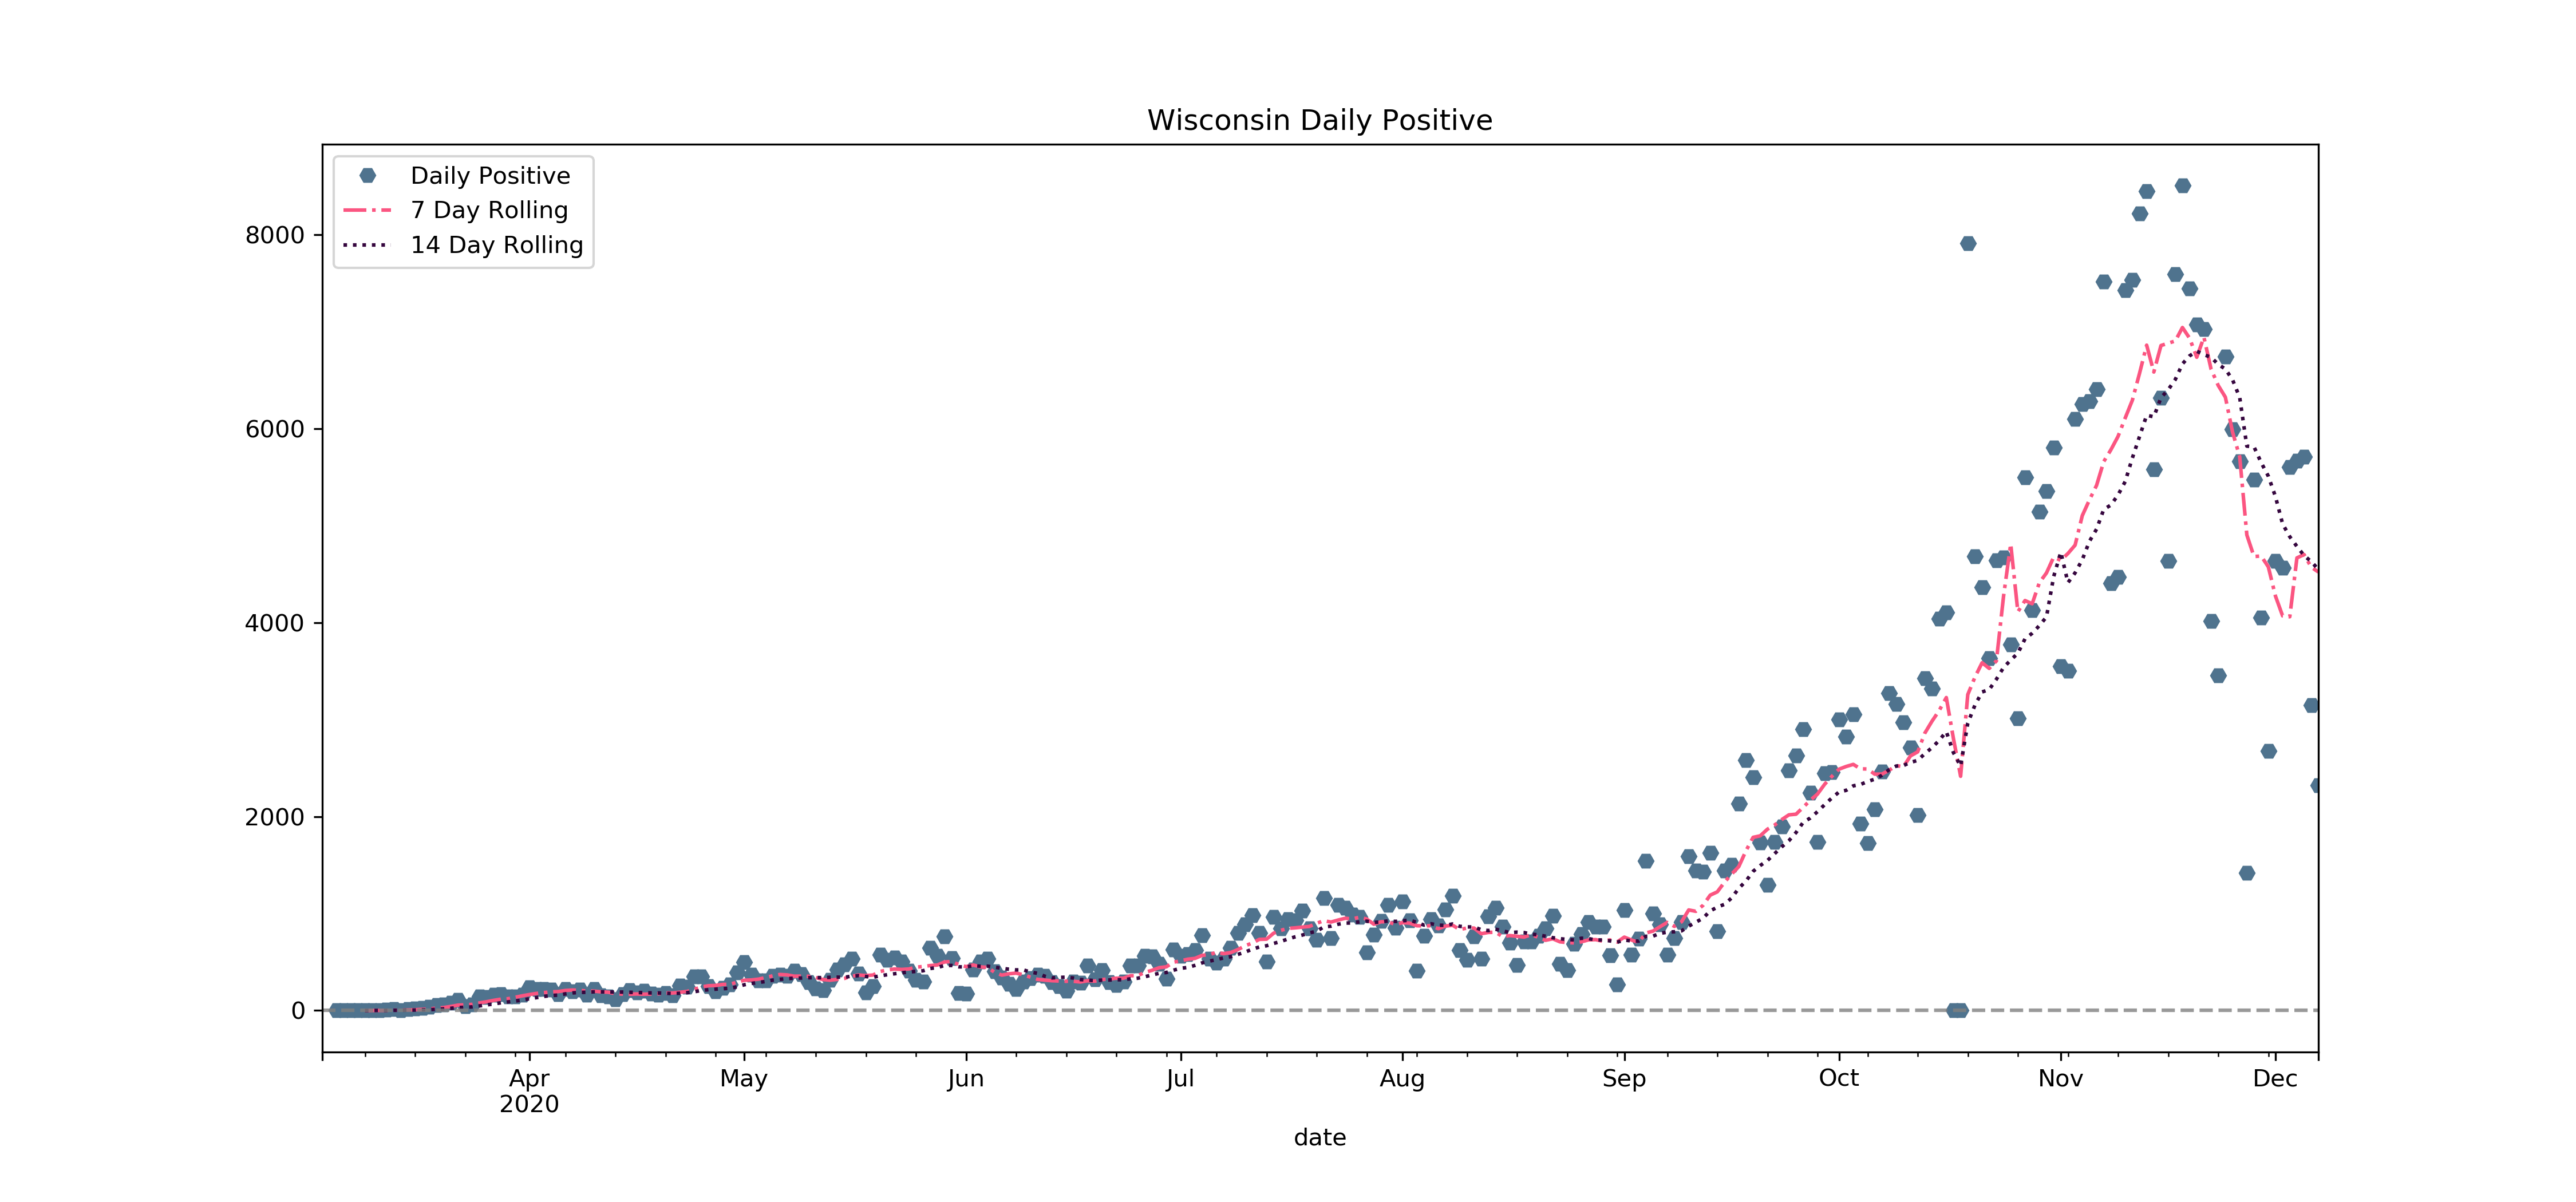 Wisconsin Daily Positive
Daily Positive
7 Day Rolling
14 Day Rolling
8000
6000
4000
2000
0
Apr
2020
May
Jun
Jul
Aug
Sep
Oct
Nov
Dec
date